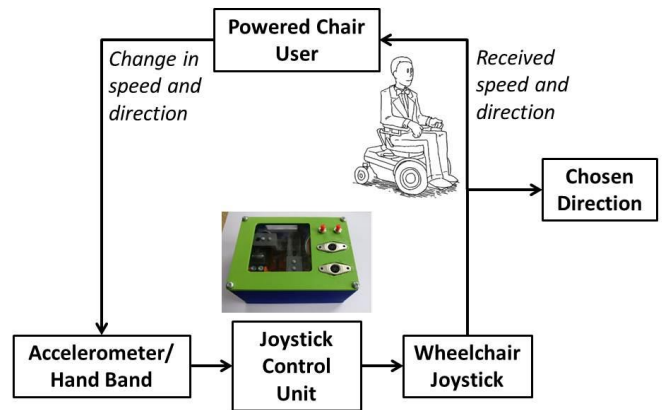 Powered Chair
User
Change in
speed and
direction
Received
speed and
direction
Chosen
Direction
Accelerometer/
Hand Band
Joystick
Control
Unit
Wheelchair
Joystick